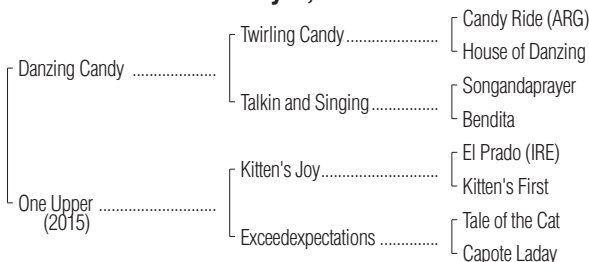 Candy Ride (ARG)
Twirling Candy ......................
House of Danzing
Danzing Candy ....................
Songandaprayer
Talkin and Singing ................
Bendita
El Prado (IRE)
Kitten's Joy............................
Kitten's First
One Upper ............................
(2015)
Tale of the Cat
Exceedexpectations ..............
Capote Laday